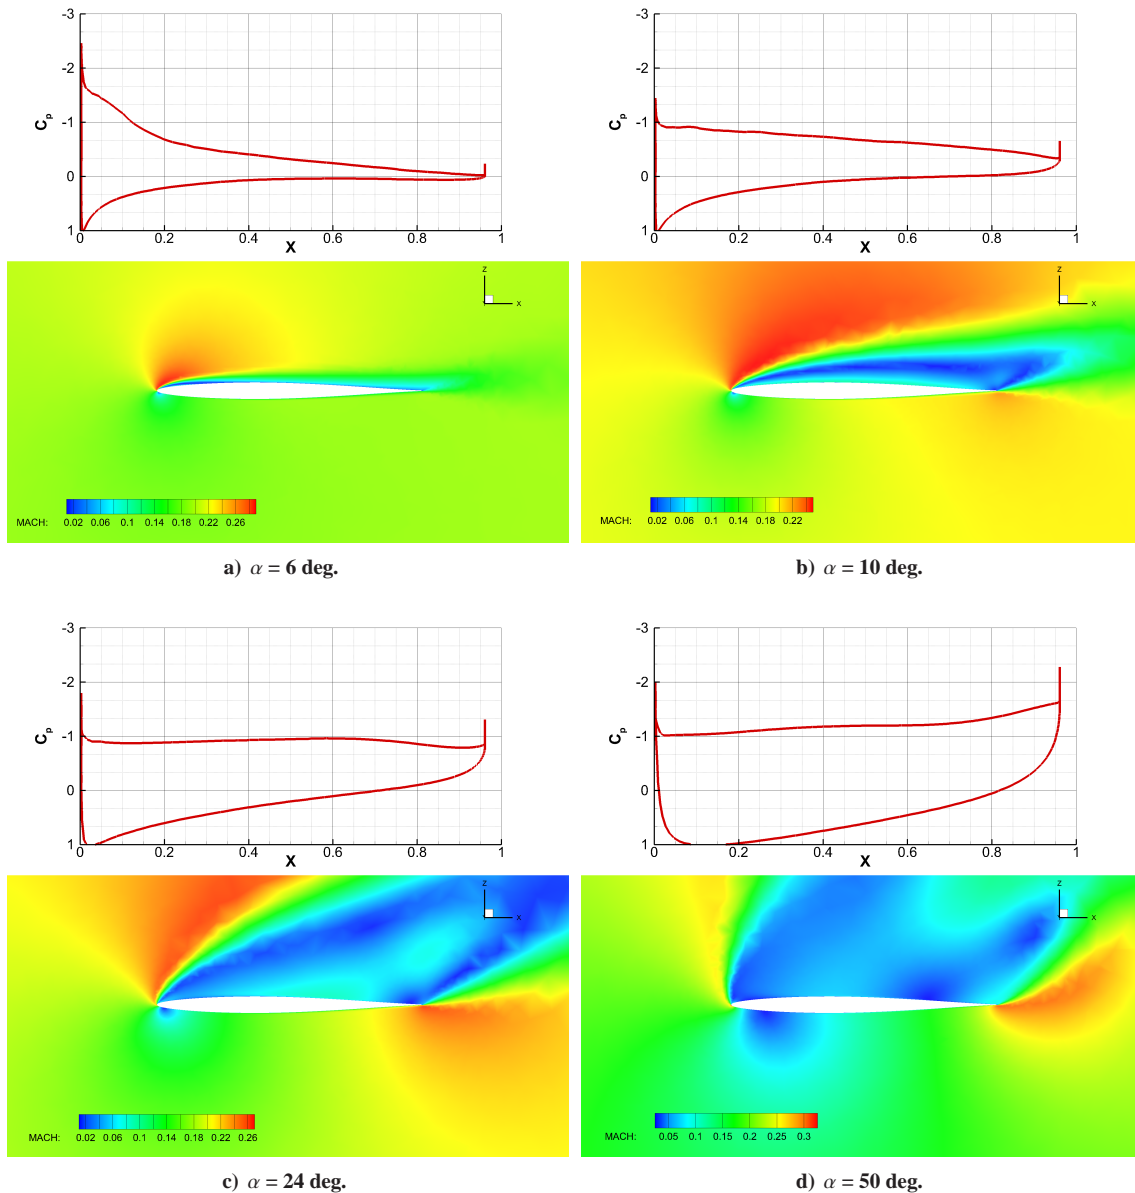 -3
-2
-1
0
1
Cp
0 0.2 0.4 0.6 0.8 1
X
z
x
MACH: 0.02 0.06 0.1 0.14 0.18 0.22 0.26
a) α = 6 deg.
-3
-2
-1
0
1
Cp
0 0.2 0.4 0.6 0.8 1
X
z
x
MACH: 0.02 0.06 0.1 0.14 0.18 0.22
b) α = 10 deg.
-3
-2
-1
0
1
Cp
0 0.2 0.4 0.6 0.8 1
X
z
x
MACH: 0.02 0.06 0.1 0.14 0.18 0.22 0.26
c) α = 24 deg.
-3
-2
-1
0
1
Cp
0 0.2 0.4 0.6 0.8 1
X
z
x
MACH: 0.05 0.1 0.15 0.2 0.25 0.3
d) α = 50 deg.